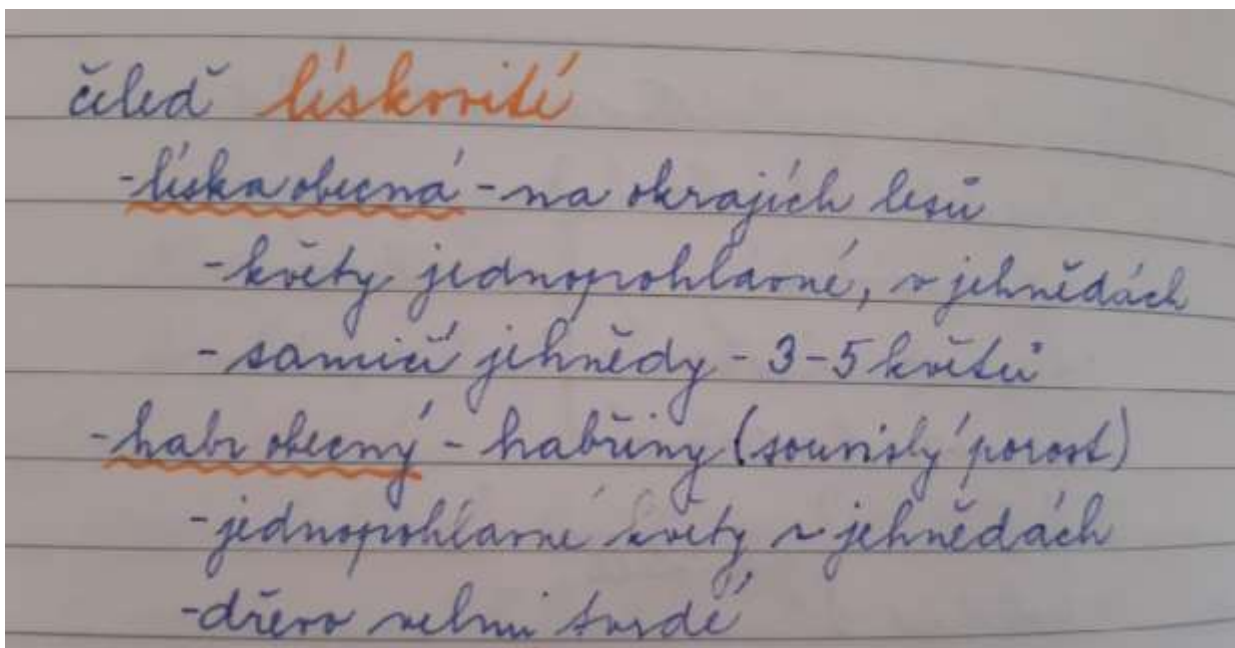 čeleď lískovité
-líska obecná - na okrajích lesů
-květy jednopohlavné, v jehnědách
- samičí jehnědy - 3-5 květů
-habr obecný - habřiny (souvislý porost)
-jednopohlavné květy v jehnědách
-dřevo velmi tvrdé